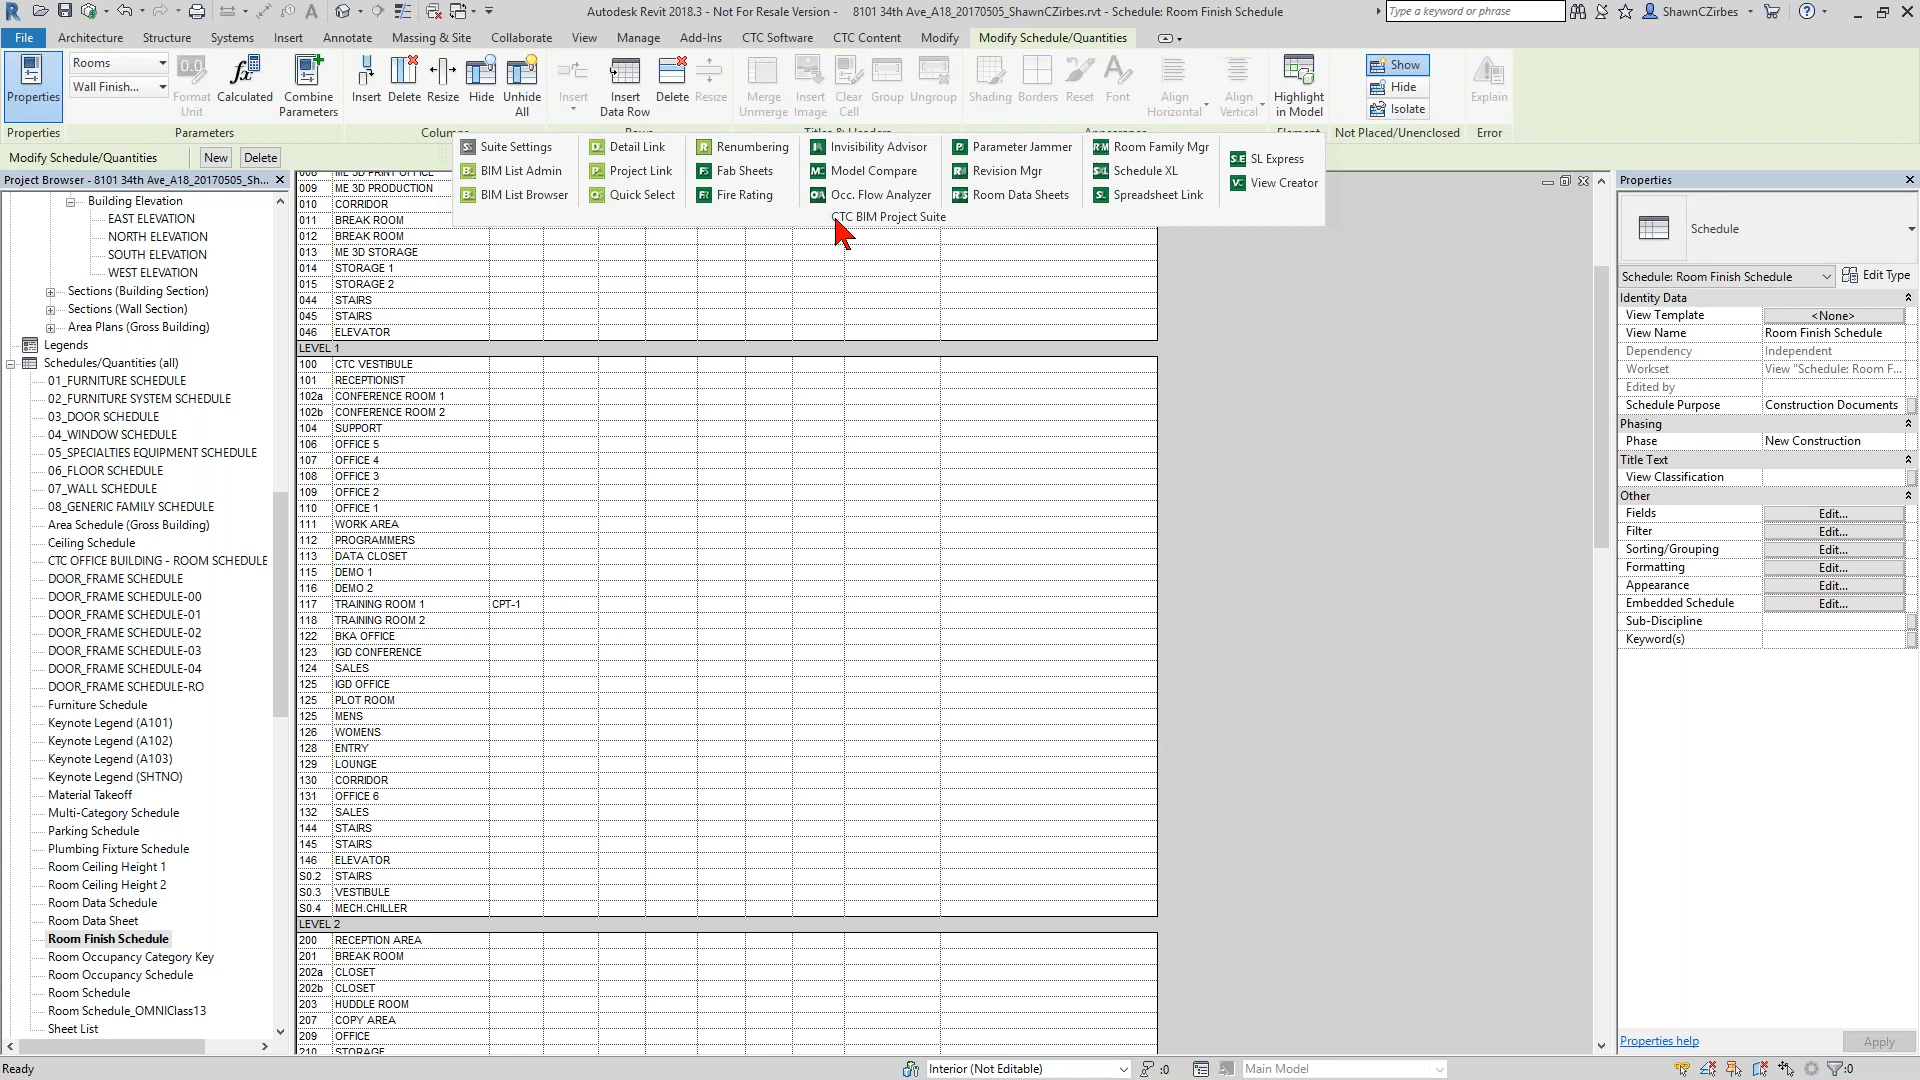 Autodesk Revit 2018.3 - Not For Resale Version - 8101 34th Ave_A18_20170505_ShawnCZirbes.rvt - Schedule: Room Finish Schedule
Type a keyword or phrase
ShawnCZirbes
File Architecture Structure Systems Insert Annotate Massing & Site Collaborate View Manage Add-Ins CTC Software CTC Content Modify Modify Schedule/Quantities
Properties
Rooms
Wall Finish...
Format Unit
Calculated
Combine Parameters
Insert Delete Resize Hide Unhide All
Insert
Insert Data Row
Delete Resize
Merge Unmerge
Insert Image
Clear Cell
Group Ungroup
Shading Borders Reset Font
Align Horizontal
Align Vertical
Highlight in Model
Show
Hide
Isolate
Explain
Properties Parameters
Not Placed/Unenclosed Error
Modify Schedule/Quantities New Delete
Suite Settings Detail Link Renumbering Invisibility Advisor Parameter Jammer Room Family Mgr SL Express
BIM List Admin Project Link Fab Sheets Model Compare Revision Mgr Schedule XL View Creator
BIM List Browser Quick Select Fire Rating Occ. Flow Analyzer Room Data Sheets Spreadsheet Link
CTC BIM Project Suite
Project Browser - 8101 34th Ave_A18_20170505_Sh...
Building Elevation
EAST ELEVATION
NORTH ELEVATION
SOUTH ELEVATION
WEST ELEVATION
Sections (Building Section)
Sections (Wall Section)
Area Plans (Gross Building)
Legends
Schedules/Quantities (all)
01_FURNITURE SCHEDULE
02_FURNITURE SYSTEM SCHEDULE
03_DOOR SCHEDULE
04_WINDOW SCHEDULE
05_SPECIALTIES EQUIPMENT SCHEDULE
06_FLOOR SCHEDULE
07_WALL SCHEDULE
08_GENERIC FAMILY SCHEDULE
Area Schedule (Gross Building)
Ceiling Schedule
CTC OFFICE BUILDING - ROOM SCHEDULE
DOOR_FRAME SCHEDULE
DOOR_FRAME SCHEDULE-00
DOOR_FRAME SCHEDULE-01
DOOR_FRAME SCHEDULE-02
DOOR_FRAME SCHEDULE-03
DOOR_FRAME SCHEDULE-04
DOOR_FRAME SCHEDULE-RO
Furniture Schedule
Keynote Legend (A101)
Keynote Legend (A102)
Keynote Legend (A103)
Keynote Legend (SHTNO)
Material Takeoff
Multi-Category Schedule
Parking Schedule
Plumbing Fixture Schedule
Room Ceiling Height 1
Room Ceiling Height 2
Room Data Schedule
Room Data Sheet
Room Finish Schedule
Room Occupancy Category Key
Room Occupancy Schedule
Room Schedule
Room Schedule_OMNIClass13
Sheet List
008 ME 3D PRINT OFFICE
009 ME 3D PRODUCTION
010 CORRIDOR
011 BREAK ROOM
012 BREAK ROOM
013 ME 3D STORAGE
014 STORAGE 1
015 STORAGE 2
044 STAIRS
045 STAIRS
046 ELEVATOR
LEVEL 1
100 CTC VESTIBULE
101 RECEPTIONIST
102a CONFERENCE ROOM 1
102b CONFERENCE ROOM 2
104 SUPPORT
106 OFFICE 5
107 OFFICE 4
108 OFFICE 3
109 OFFICE 2
110 OFFICE 1
111 WORK AREA
112 PROGRAMMERS
113 DATA CLOSET
115 DEMO 1
116 DEMO 2
117 TRAINING ROOM 1 CPT-1
118 TRAINING ROOM 2
122 BKA OFFICE
123 IGD CONFERENCE
124 SALES
125 IGD OFFICE
125 PLOT ROOM
125 MENS
126 WOMENS
128 ENTRY
129 LOUNGE
130 CORRIDOR
131 OFFICE 6
132 SALES
144 STAIRS
145 STAIRS
146 ELEVATOR
S0.2 STAIRS
S0.3 VESTIBULE
S0.4 MECH.CHILLER
LEVEL 2
200 RECEPTION AREA
201 BREAK ROOM
202a CLOSET
202b CLOSET
203 HUDDLE ROOM
207 COPY AREA
209 OFFICE
210 STORAGE
Properties
Schedule
Schedule: Room Finish Schedule Edit Type
Identity Data
View Template <None>
View Name Room Finish Schedule
Dependency Independent
Workset View "Schedule: Room F...
Edited by
Schedule Purpose Construction Documents
Phasing
Phase New Construction
Title Text
View Classification
Other
Fields Edit...
Filter Edit...
Sorting/Grouping Edit...
Formatting Edit...
Appearance Edit...
Embedded Schedule Edit...
Sub-Discipline
Keyword(s)
Properties help Apply
Ready Interior (Not Editable) :0 Main Model :0